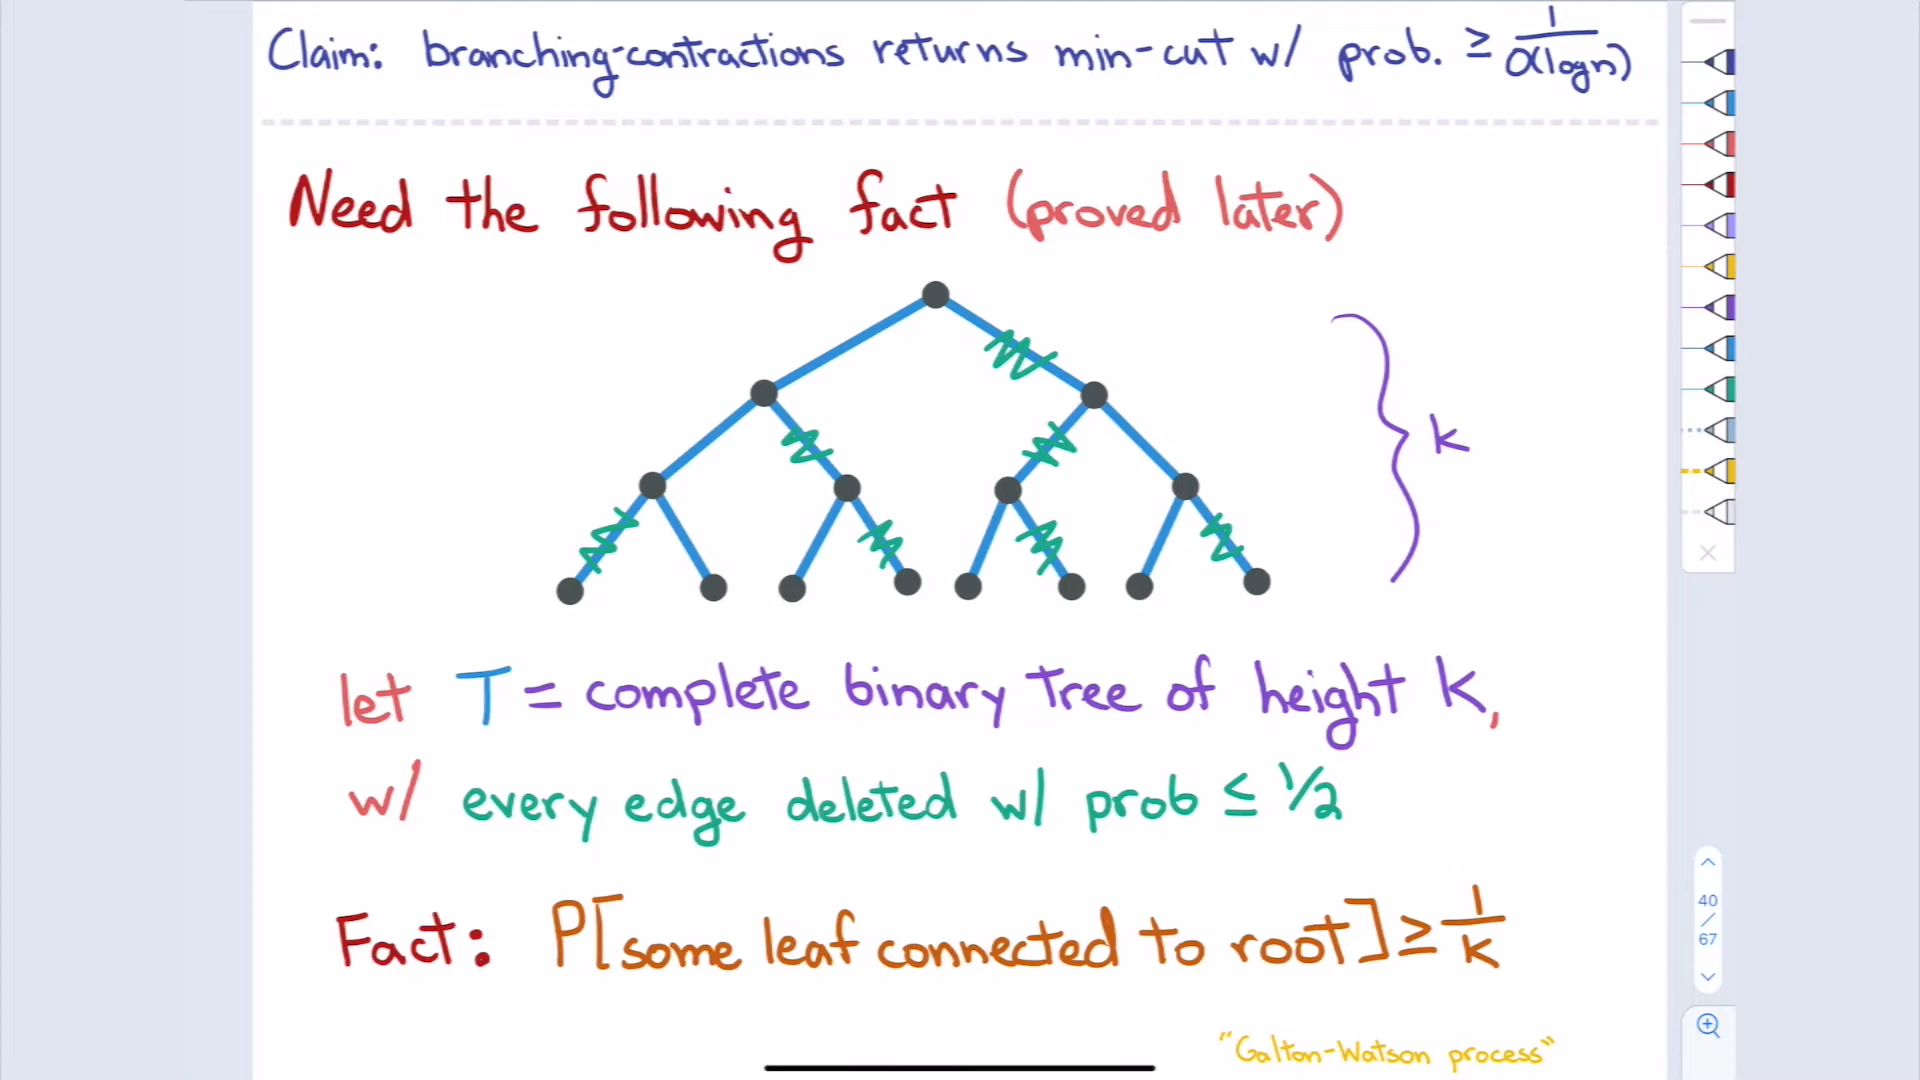 Claim: branching-contractions returns min-cut w/ prob. ≥ 1/O(log n)
Need the following fact (proved later)
k
let T = complete binary tree of height k,
w/ every edge deleted w/ prob ≤ 1/2
Fact: P[some leaf connected to root] ≥ 1/k
"Galton-Watson process"
40
/
67